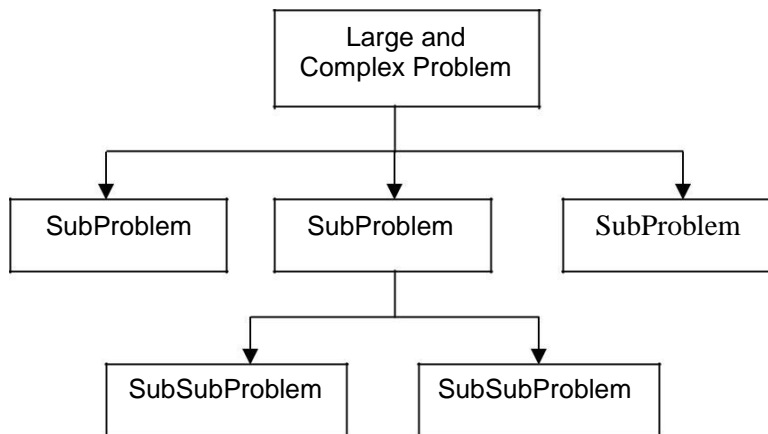 Large and
Complex Problem
SubProblem
SubProblem
SubProblem
SubSubProblem
SubSubProblem